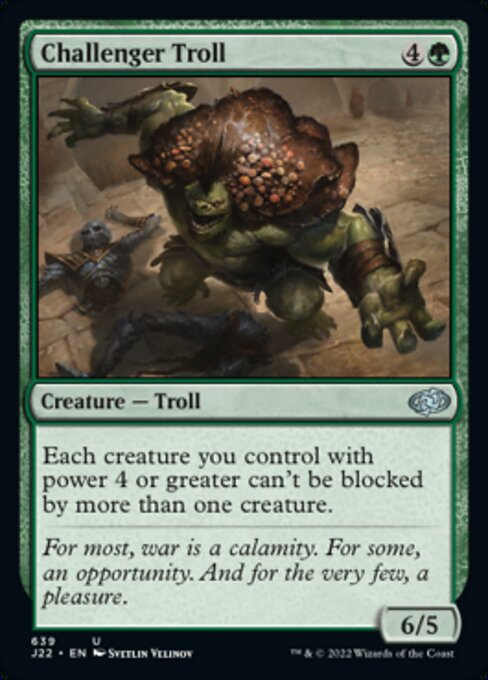 Challenger Troll 4
Creature — Troll
Each creature you control with
power 4 or greater can't be blocked
by more than one creature.
For most, war is a calamity. For some,
an opportunity. And for the very few, a
pleasure.
6/5
639 U
J22 • EN Svetlin Velinov
™ & © 2022 Wizards of the Coast